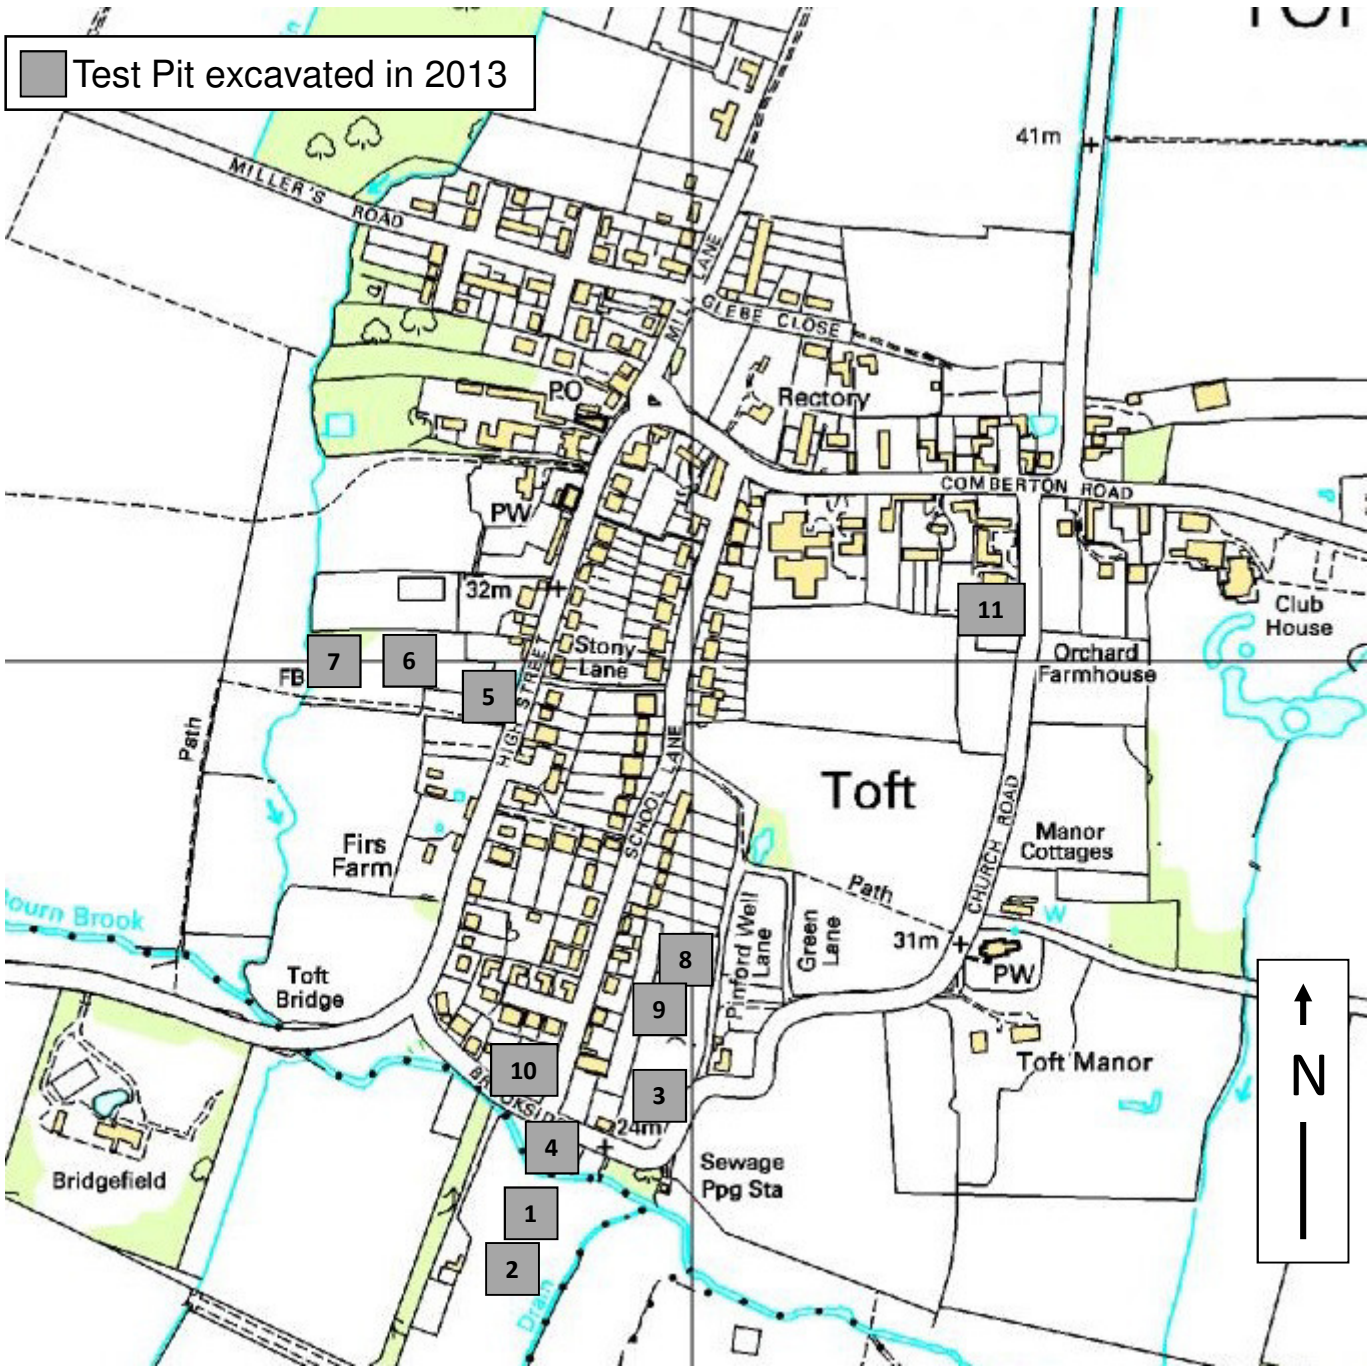 Test Pit excavated in 2013
41m
MILLER'S ROAD
MILL LANE
GLEBE CLOSE
P.O
Rectory
COMBERTON ROAD
PW
32m
11
Club
House
Stony
Lane
7
6
FB
5
HIGH STREET
Orchard
Farmhouse
Path
SCHOOL LANE
Toft
Firs
Farm
Manor
Cottages
CHURCH ROAD
Path
ourn Brook
W
31m
8
Pinford Well
Lane
Green
Lane
PW
Toft
Bridge
9
N
10
3
Toft Manor
24m
4
Bridgefield
Sewage
Ppg Sta
1
2
Drain